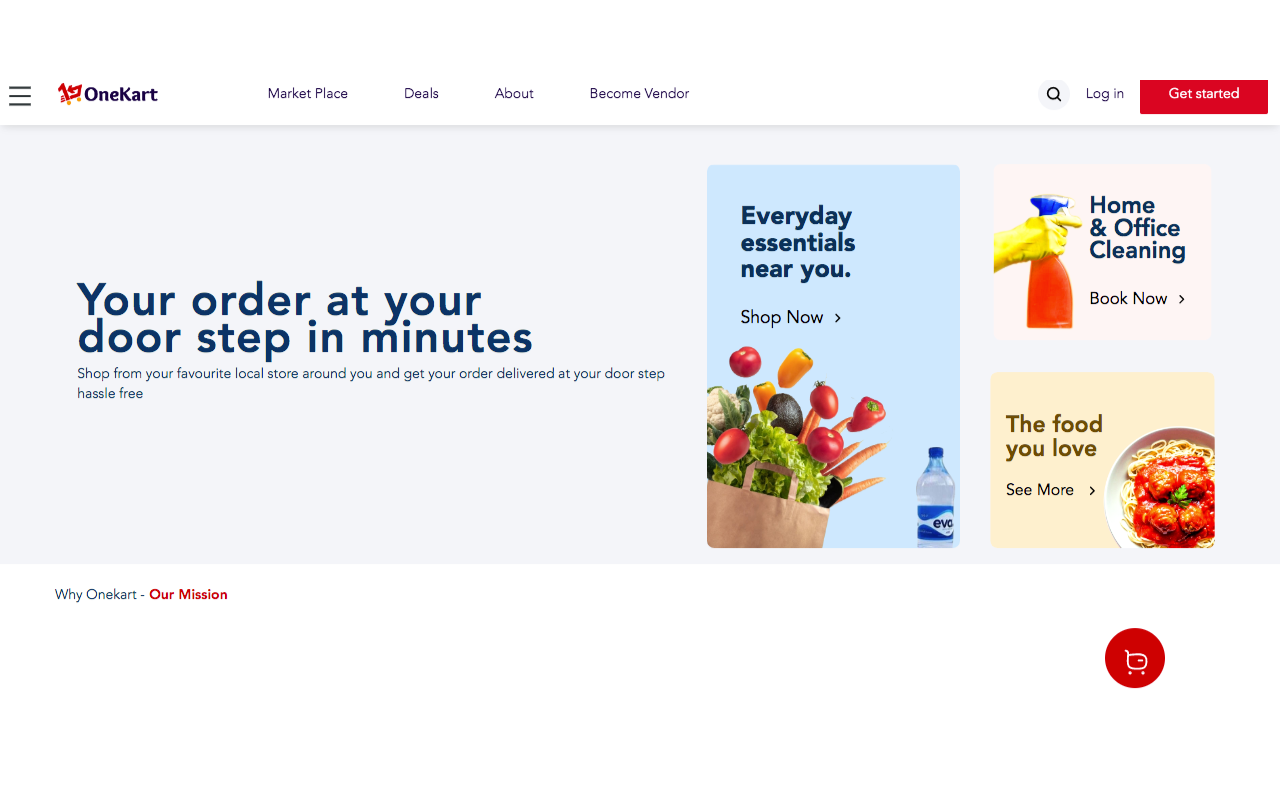 OneKart
Market Place
Deals
About
Become Vendor
Log in
Get started
Your order at your
door step in minutes
Shop from your favourite local store around you and get your order delivered at your door step
hassle free
Everyday
essentials
near you.
Shop Now
eva
Home
& Office
Cleaning
Book Now
The food
you love
See More
Why Onekart - Our Mission